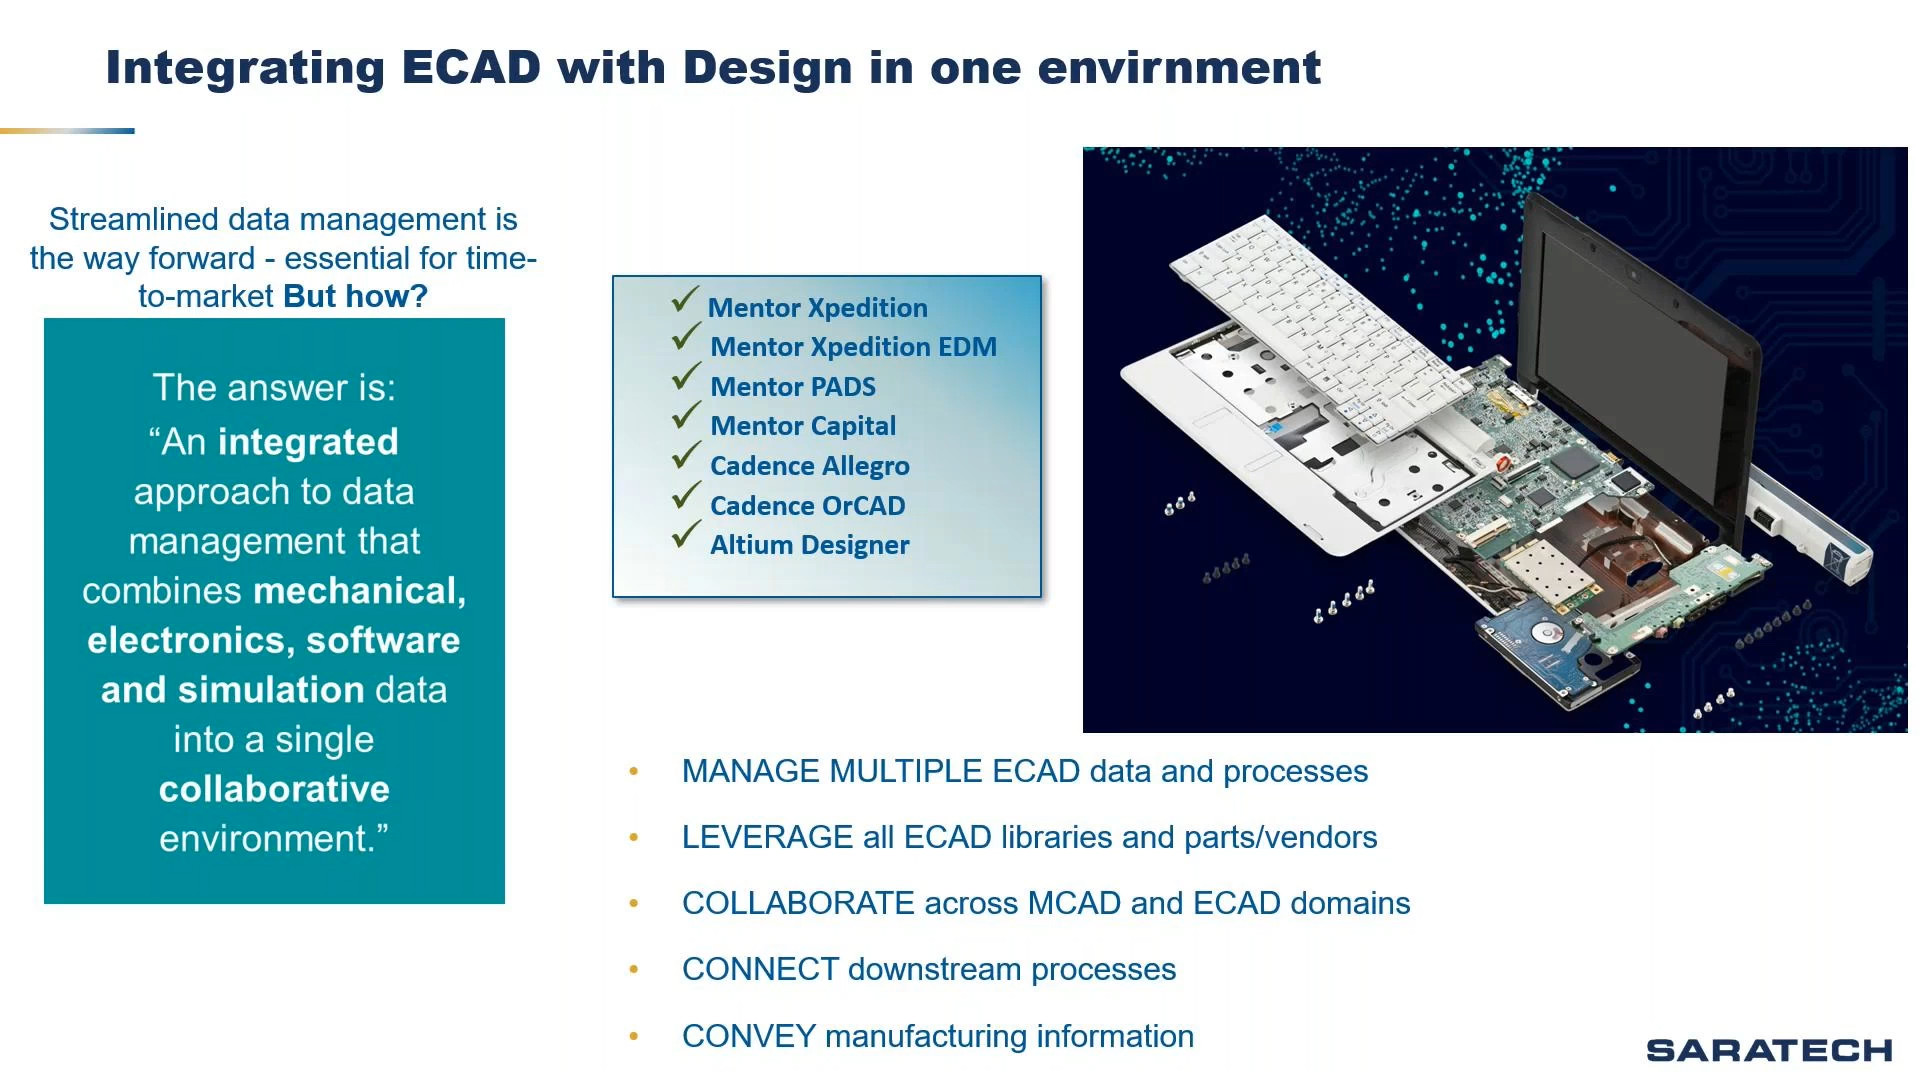 Integrating ECAD with Design in one envirnment
Streamlined data management is
the way forward - essential for time-
to-market But how?
The answer is:
“An integrated
approach to data
management that
combines mechanical,
electronics, software
and simulation data
into a single
collaborative
environment.”
Mentor Xpedition
Mentor Xpedition EDM
Mentor PADS
Mentor Capital
Cadence Allegro
Cadence OrCAD
Altium Designer
• MANAGE MULTIPLE ECAD data and processes
• LEVERAGE all ECAD libraries and parts/vendors
• COLLABORATE across MCAD and ECAD domains
• CONNECT downstream processes
• CONVEY manufacturing information
SARATECH